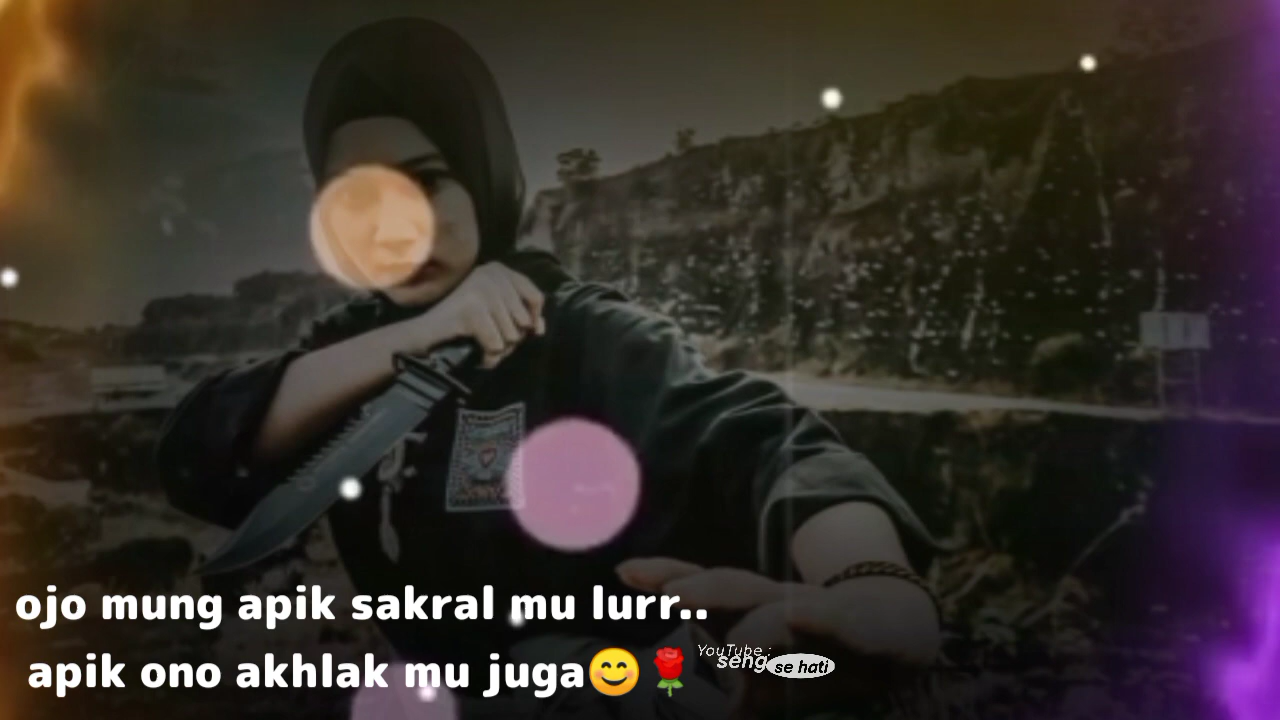 ojo mung apik sakral mu lurr..
apik ono akhlak mu juga😊🌹
YouTube :
seng se hati